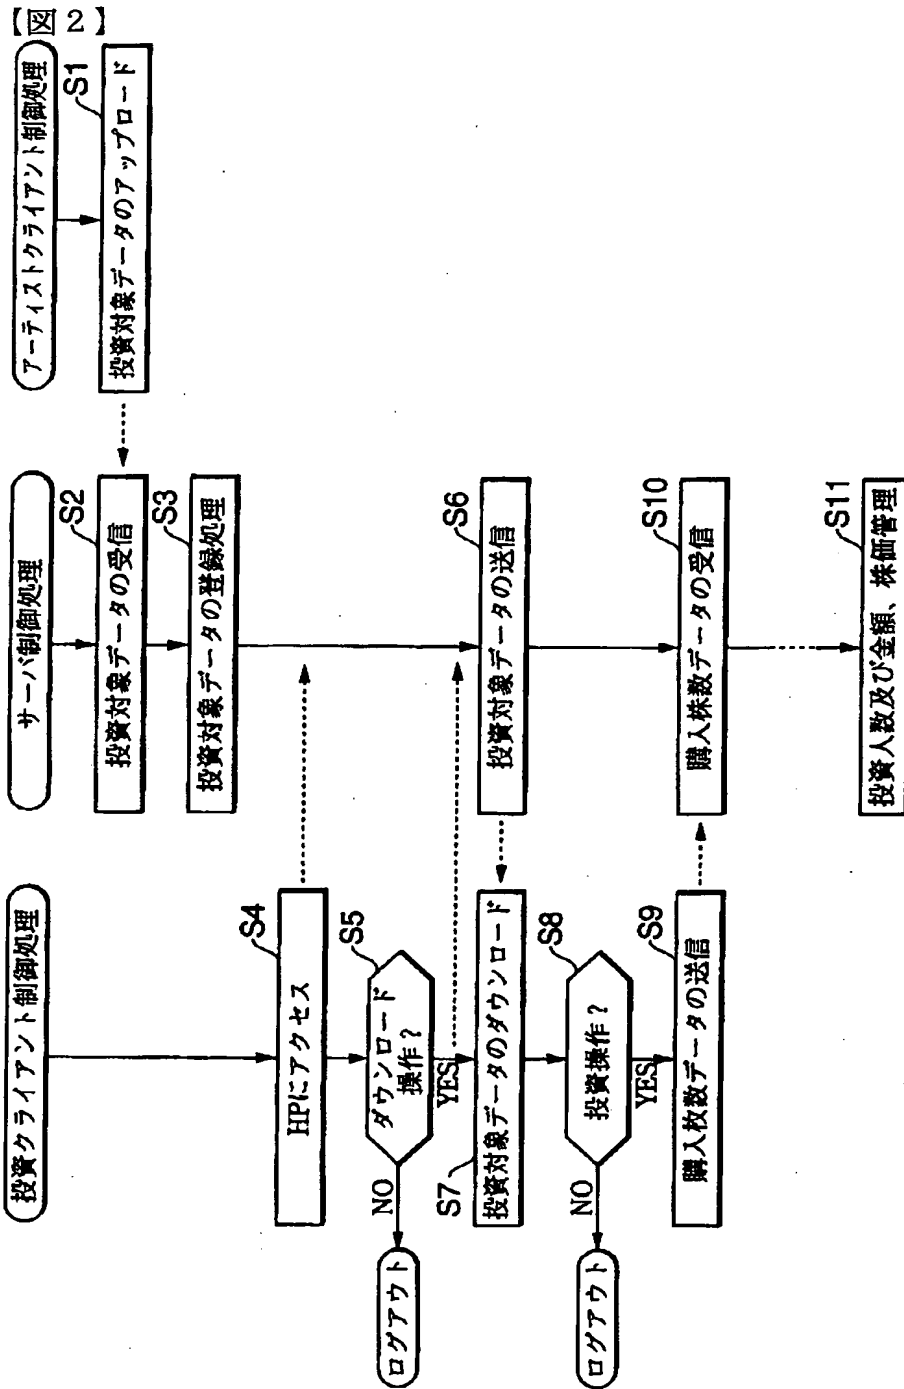 【図2】
投資クライアント制御処理
サーバ制御処理
アーティストクライアント制御処理
S1
投資対象データのアップロード
S2
投資対象データの受信
S3
投資対象データの登録処理
S4
HPにアクセス
S5
ダウンロード
操作?
YES
NO
ログアウト
S6
投資対象データの送信
S7
投資対象データのダウンロード
S8
投資操作?
YES
NO
ログアウト
S9
購入枚数データの送信
S10
購入株数データの受信
S11
投資人数及び金額、株価管理